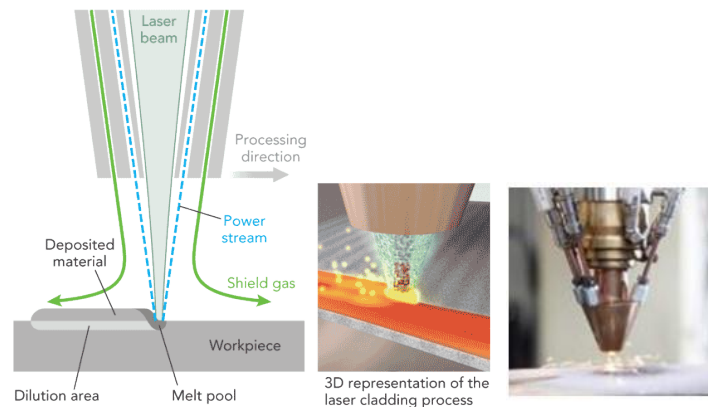 Laser
beam
Processing
direction
Power
stream
Deposited
material
Shield gas
Workpiece
Dilution area
Melt pool
3D representation of the
laser cladding process